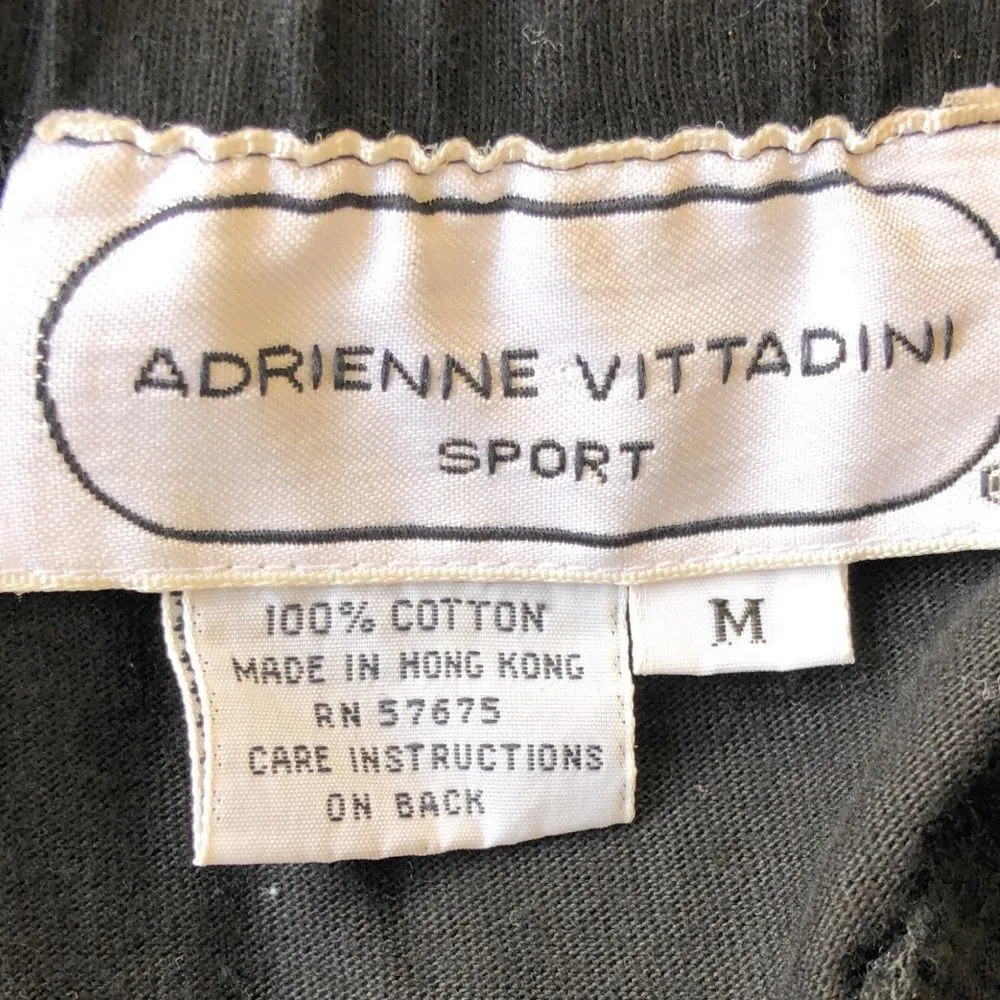 ADRIENNE VITTADINI
SPORT
100% COTTON
M
MADE IN HONG KONG
RN 57675
CARE INSTRUCTIONS
ON BACK